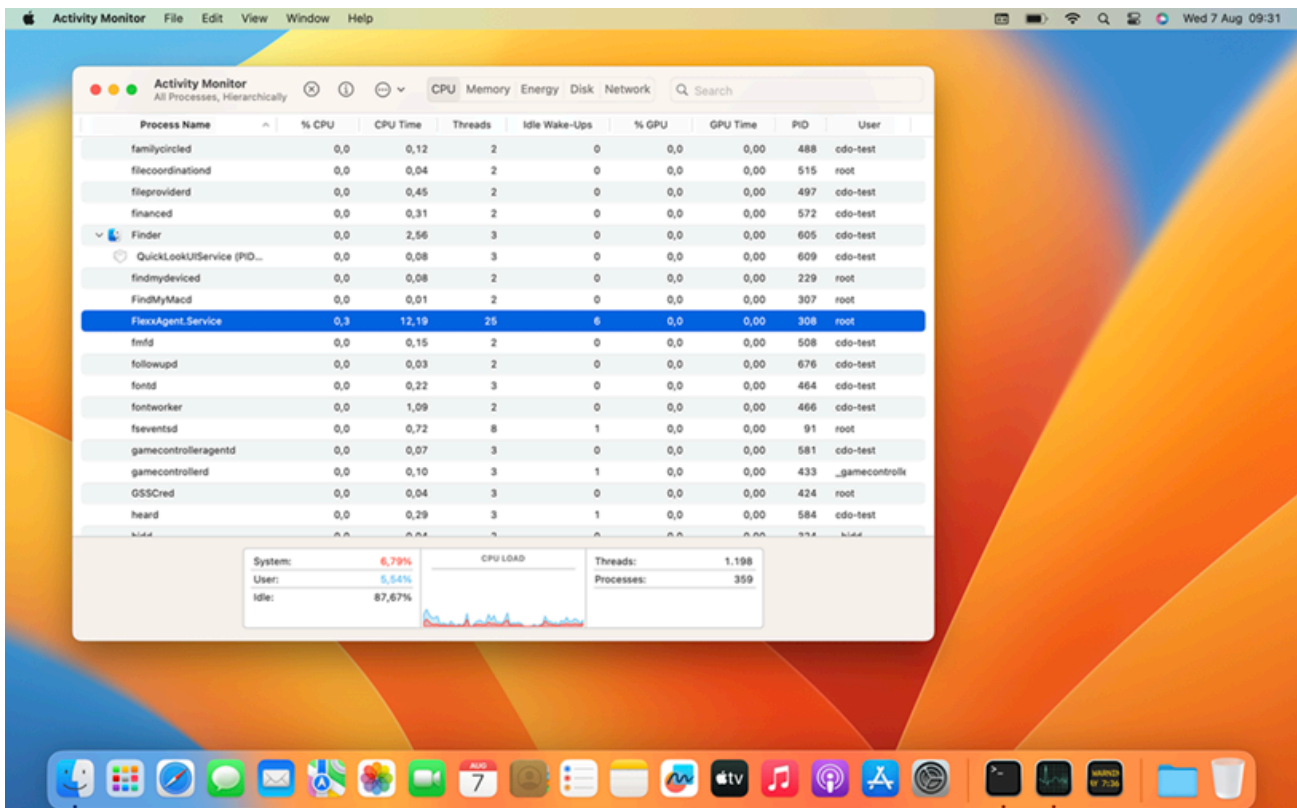 Activity Monitor File Edit View Window Help Wed 7 Aug 09:31
Activity Monitor
All Processes, Hierarchically
CPU Memory Energy Disk Network Search
Process Name % CPU CPU Time Threads Idle Wake-Ups % GPU GPU Time PID User
familycircled 0,0 0,12 2 0 0,0 0,00 488 cdo-test
filecoordinationd 0,0 0,04 2 0 0,0 0,00 515 root
fileproviderd 0,0 0,45 2 0 0,0 0,00 497 cdo-test
financed 0,0 0,31 2 0 0,0 0,00 572 cdo-test
Finder 0,0 2,56 3 0 0,0 0,00 605 cdo-test
QuickLookUIService (PID... 0,0 0,08 3 0 0,0 0,00 609 cdo-test
findmydeviced 0,0 0,08 2 0 0,0 0,00 229 root
FindMyMacd 0,0 0,01 2 0 0,0 0,00 307 root
FlexxAgent.Service 0,3 12,19 25 6 0,0 0,00 308 root
fmfd 0,0 0,15 2 0 0,0 0,00 508 cdo-test
followupd 0,0 0,03 2 0 0,0 0,00 676 cdo-test
fontd 0,0 0,22 3 0 0,0 0,00 464 cdo-test
fontworker 0,0 1,09 2 0 0,0 0,00 466 cdo-test
fseventsd 0,0 0,72 8 1 0,0 0,00 91 root
gamecontrolleragentd 0,0 0,07 3 0 0,0 0,00 581 cdo-test
gamecontrollerd 0,0 0,10 3 1 0,0 0,00 433 _gamecontrolle
GSSCred 0,0 0,04 3 0 0,0 0,00 424 root
heard 0,0 0,29 3 1 0,0 0,00 584 cdo-test
System: 6,79% CPU LOAD Threads: 1.198
User: 5,54% Processes: 359
Idle: 87,67%
AUG
7
tv
WARNIN